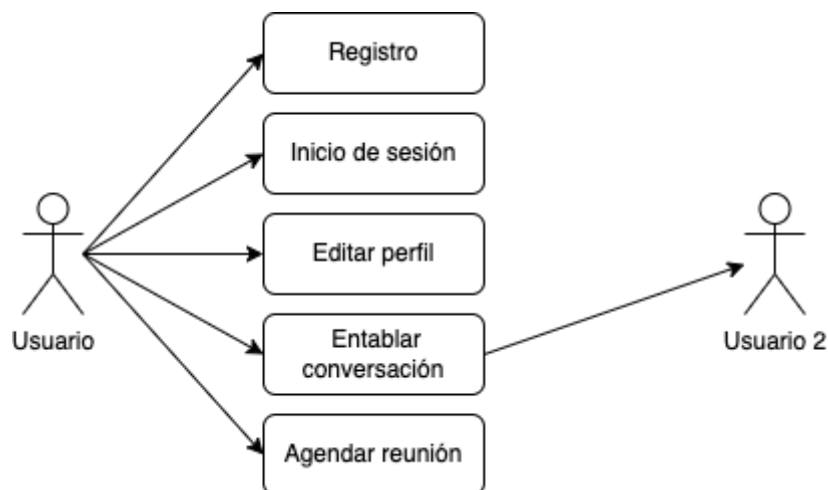 Registro
Inicio de sesión
Editar perfil
Usuario
Entablar
conversación
Usuario 2
Agendar reunión